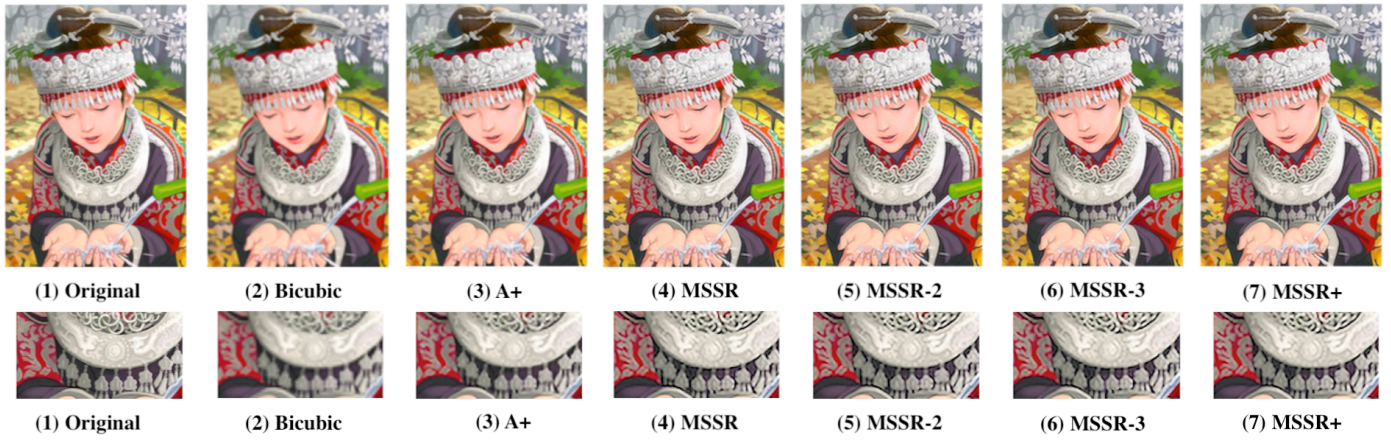 (1) Original (2) Bicubic (3) A+ (4) MSSR (5) MSSR-2 (6) MSSR-3 (7) MSSR+
(1) Original (2) Bicubic (3) A+ (4) MSSR (5) MSSR-2 (6) MSSR-3 (7) MSSR+